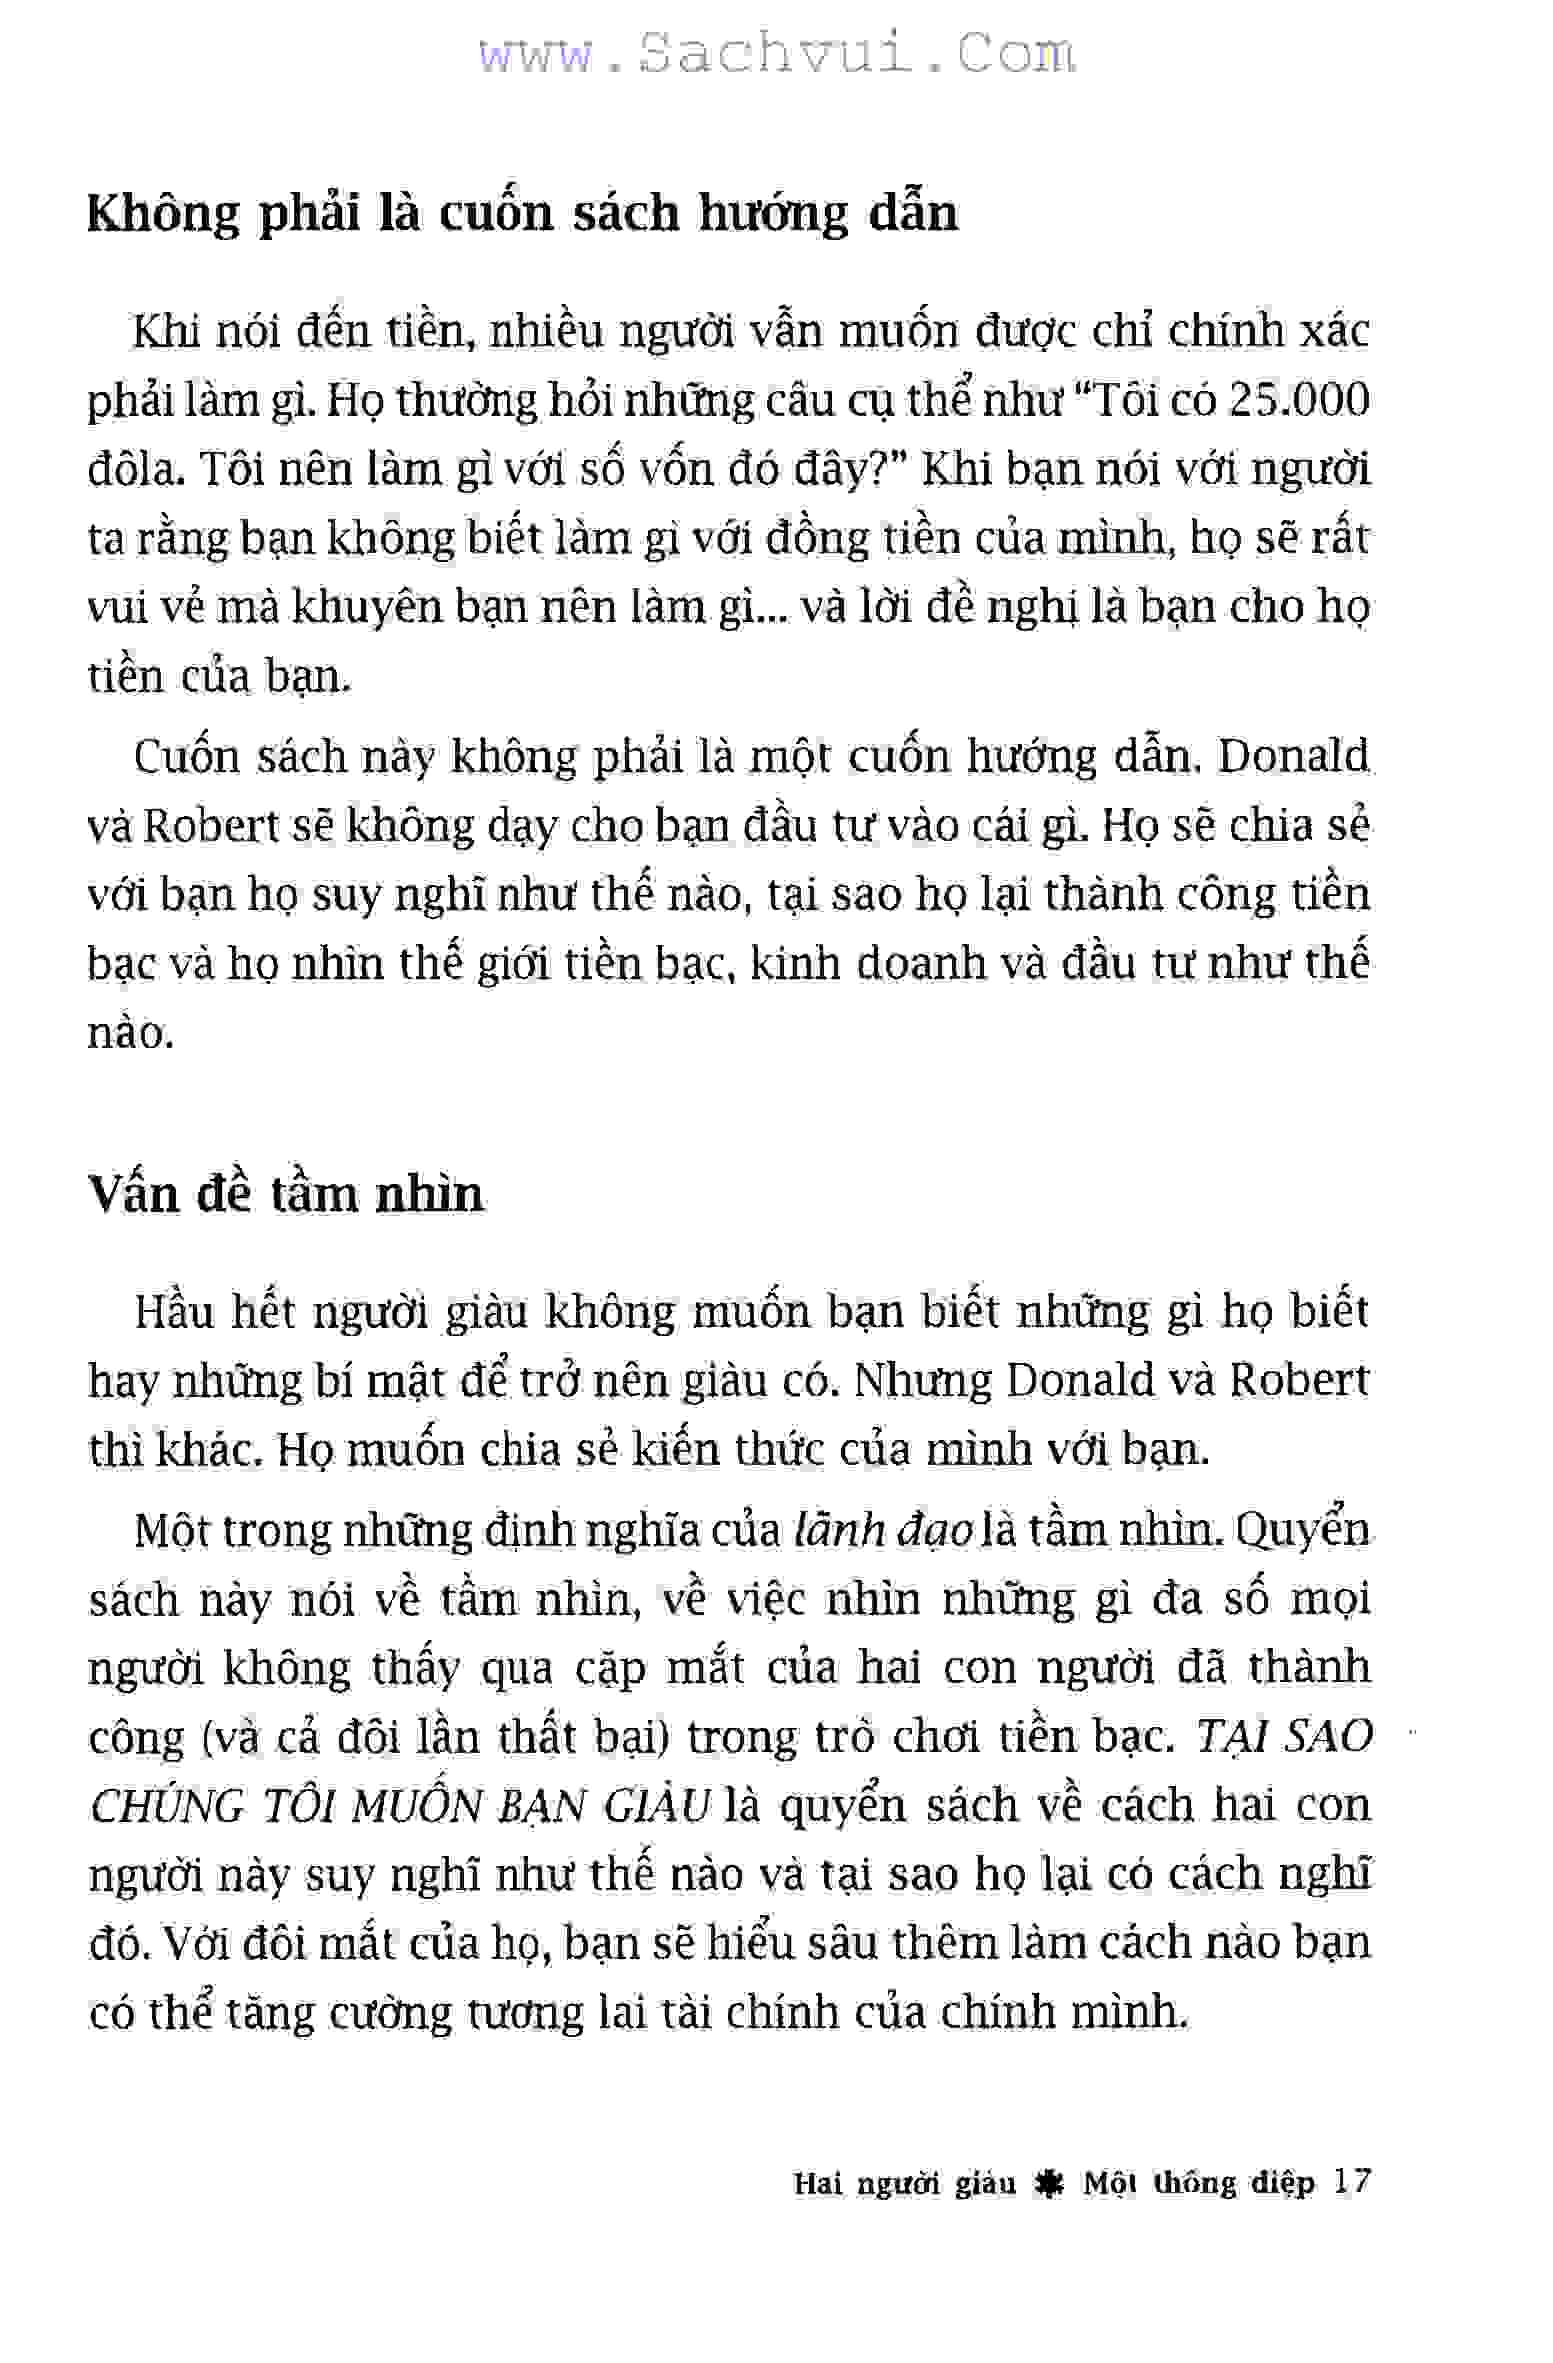 www.Sachvui.Com
Không phải là cuốn sách hướng dẫn
Khi nói đến tiền, nhiều người vẫn muốn được chỉ chính xác
phải làm gì. Họ thường hỏi những câu cụ thể như “Tôi có 25.000
đôla. Tôi nên làm gì với số vốn đó đây?” Khi bạn nói với người
ta rằng bạn không biết làm gì với đồng tiền của mình, họ sẽ rất
vui vẻ mà khuyên bạn nên làm gì... và lời đề nghị là bạn cho họ
tiền của bạn.
Cuốn sách này không phải là một cuốn hướng dẫn. Donald
và Robert sẽ không dạy cho bạn đầu tư vào cái gì. Họ sẽ chia sẻ
với bạn họ suy nghĩ như thế nào, tại sao họ lại thành công tiền
bạc và họ nhìn thế giới tiền bạc, kinh doanh và đầu tư như thế
nào.
Vấn đề tầm nhìn
Hầu hết người giàu không muốn bạn biết những gì họ biết
hay những bí mật để trở nên giàu có. Nhưng Donald và Robert
thì khác. Họ muốn chia sẻ kiến thức của mình với bạn.
Một trong những định nghĩa của lãnh đạo là tầm nhìn. Quyển
sách này nói về tầm nhìn, về việc nhìn những gì đa số mọi
người không thấy qua cặp mắt của hai con người đã thành
công (và cả đôi lần thất bại) trong trò chơi tiền bạc. TẠI SAO
CHÚNG TÔI MUỐN BẠN GIÀU là quyển sách về cách hai con
người này suy nghĩ như thế nào và tại sao họ lại có cách nghĩ
đó. Với đôi mắt của họ, bạn sẽ hiểu sâu thêm làm cách nào bạn
có thể tăng cường tương lai tài chính của chính mình.
Hai người giàu ✱ Một thông điệp 17